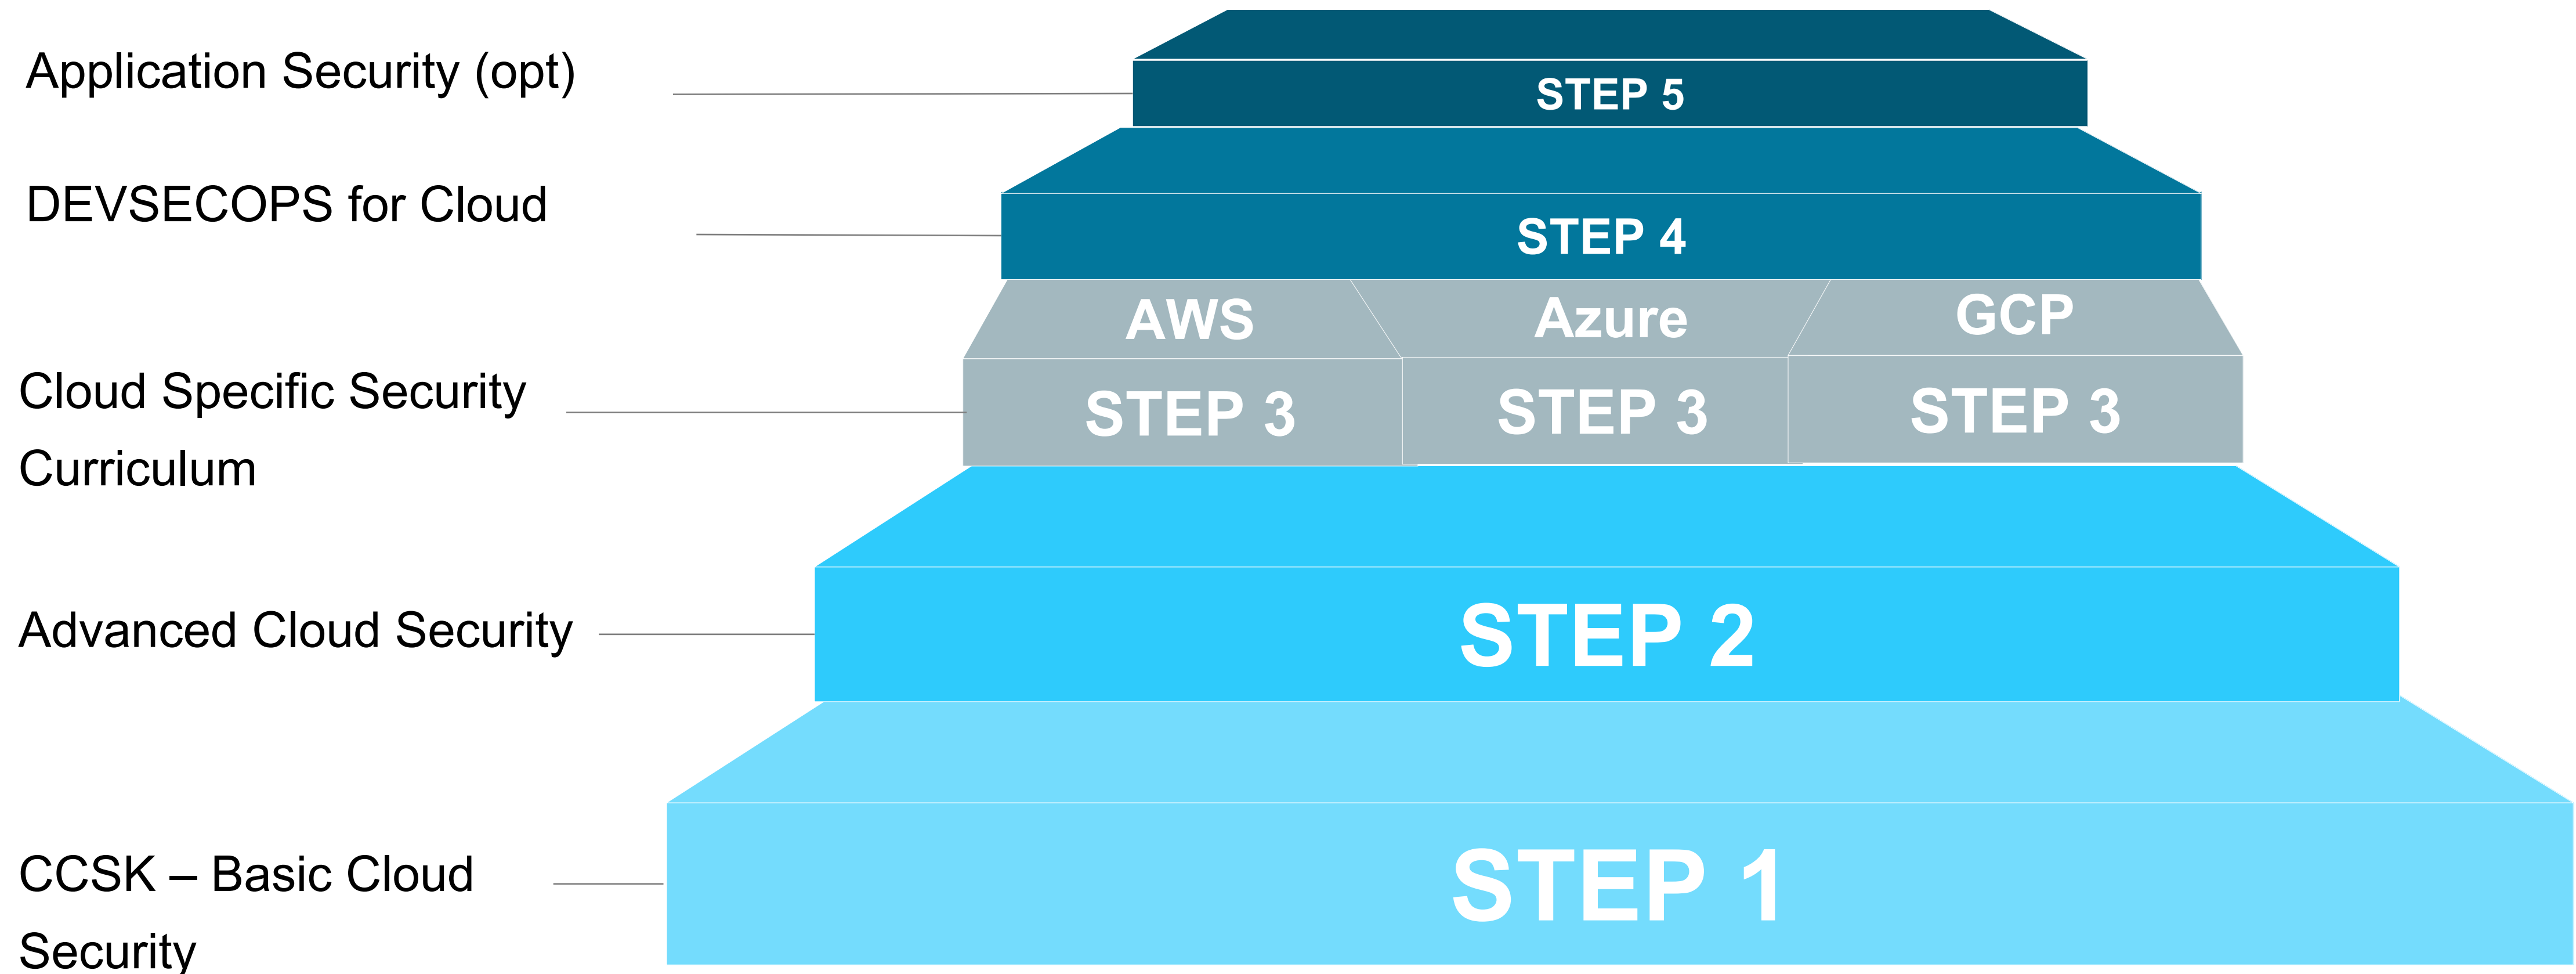 Application Security (opt)
STEP 5
DEVSECOPS for Cloud
STEP 4
AWS Azure GCP
Cloud Specific Security
Curriculum
STEP 3 STEP 3 STEP 3
Advanced Cloud Security
STEP 2
CCSK – Basic Cloud
Security
STEP 1